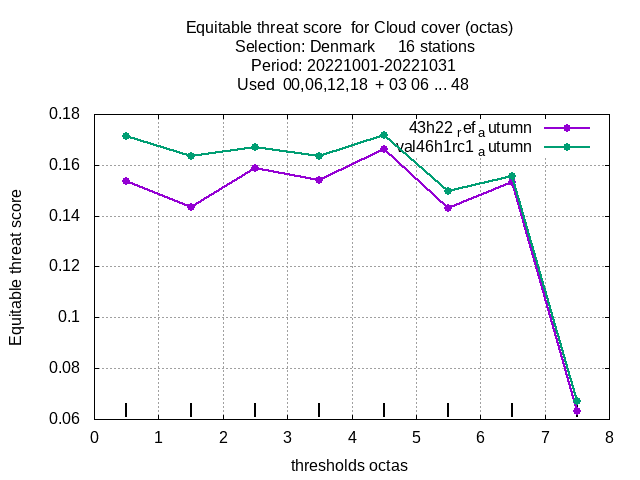 Equitable threat score for Cloud cover (octas)
Selection: Denmark 16 stations
Period: 20221001-20221031
Used 00,06,12,18 + 03 06 ... 48
43h22 ref autumn
val46h1rc1 autumn
0.18
0.16
0.14
0.12
0.1
0.08
0.06
Equitable threat score
0 1 2 3 4 5 6 7 8
thresholds octas